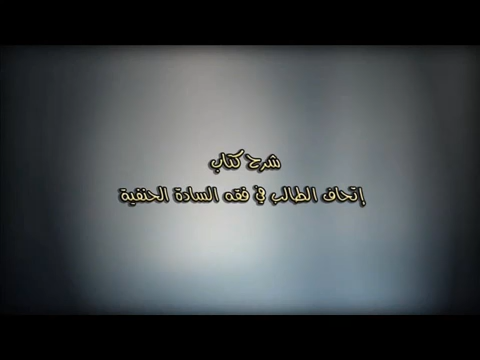 شرح كتاب
إتحاف الطالب في فقه السادة الحنفية